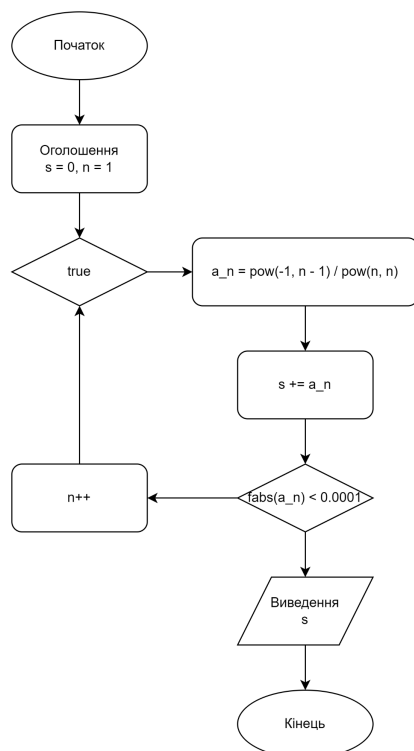 Початок
Оголошення
s = 0, n = 1
true
a_n = pow(-1, n - 1) / pow(n, n)
s += a_n
n++
fabs(a_n) < 0.0001
Виведення
s
Кінець